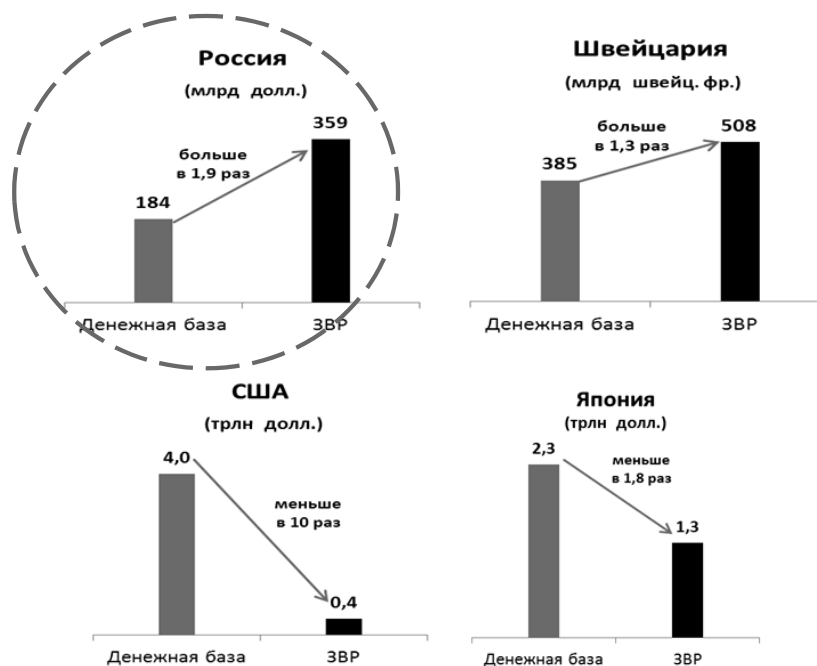 Россия
(млрд долл.)
359
больше
в 1,9 раз
184
Денежная база ЗВР
Швейцария
(млрд швейц. фр.)
508
больше
в 1,3 раз
385
Денежная база ЗВР
США
(трлн долл.)
4,0
меньше
в 10 раз
0,4
Денежная база ЗВР
Япония
(трлн долл.)
2,3
меньше
в 1,8 раз
1,3
Денежная база ЗВР